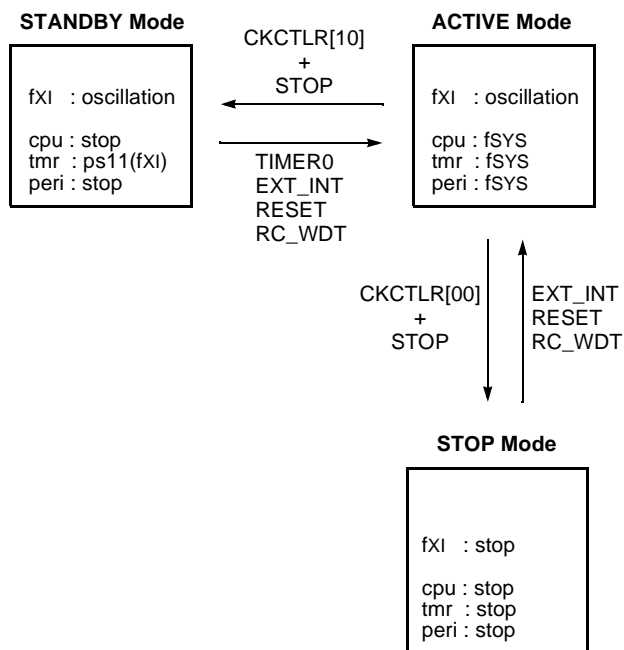 STANDBY Mode
fXI : oscillation
cpu : stop
tmr : ps11(fXI)
peri : stop
CKCTLR[10]
+
STOP
TIMER0
EXT_INT
RESET
RC_WDT
ACTIVE Mode
fXI : oscillation
cpu : fSYS
tmr : fSYS
peri : fSYS
CKCTLR[00]
+
STOP
EXT_INT
RESET
RC_WDT
STOP Mode
fXI : stop
cpu : stop
tmr : stop
peri : stop